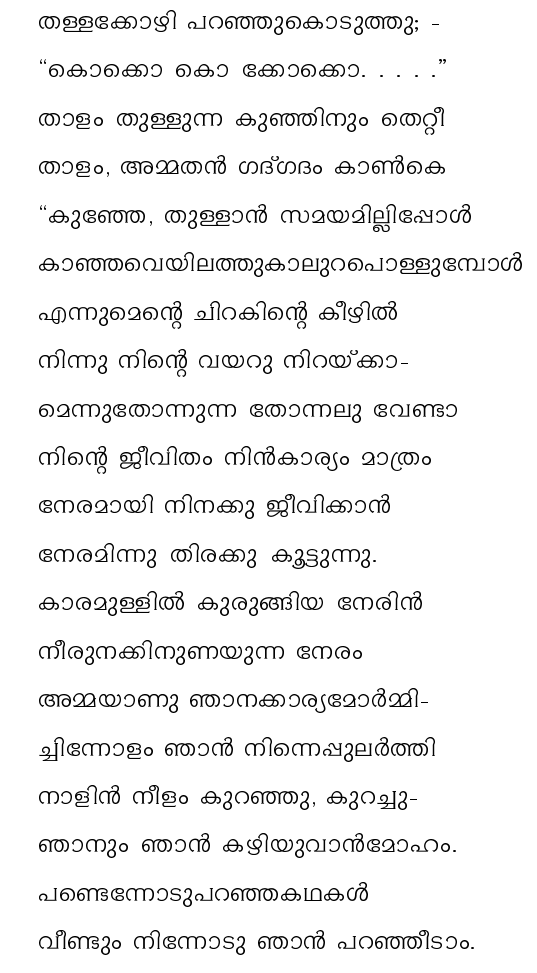 തള്ളക്കോഴി പറഞ്ഞുകൊടുത്തു; -
“കൊക്കൊ കൊ ക്കോക്കൊ. . . . .”
താളം തുള്ളുന്ന കുഞ്ഞിനും തെറ്റീ
താളം, അമ്മതൻ ഗദ്ഗദം കാൺകെ
“കുഞ്ഞേ, തുള്ളാൻ സമയമില്ലിപ്പോൾ
കാഞ്ഞവെയിലത്തുകാലുറപൊള്ളുമ്പോൾ
എന്നുമെന്റെ ചിറകിന്റെ കീഴിൽ
നിന്നു നിന്റെ വയറു നിറയ്ക്കാ-
മെന്നുതോന്നുന്ന തോന്നലു വേണ്ടാ
നിന്റെ ജീവിതം നിൻകാര്യം മാത്രം
നേരമായി നിനക്കു ജീവിക്കാൻ
നേരമിന്നു തിരക്കു കൂട്ടുന്നു.
കാരമുള്ളിൽ കുരുങ്ങിയ നേരിൻ
നീരുനക്കിനുണയുന്ന നേരം
അമ്മയാണു ഞാനക്കാര്യമോർമ്മി-
ച്ചിന്നോളം ഞാൻ നിന്നെപ്പുലർത്തി
നാളിൻ നീളം കുറഞ്ഞു, കുറച്ചു-
ഞാനും ഞാൻ കഴിയുവാൻമോഹം.
പണ്ടെന്നോടുപറഞ്ഞകഥകൾ
വീണ്ടും നിന്നോടു ഞാൻ പറഞ്ഞീടാം.